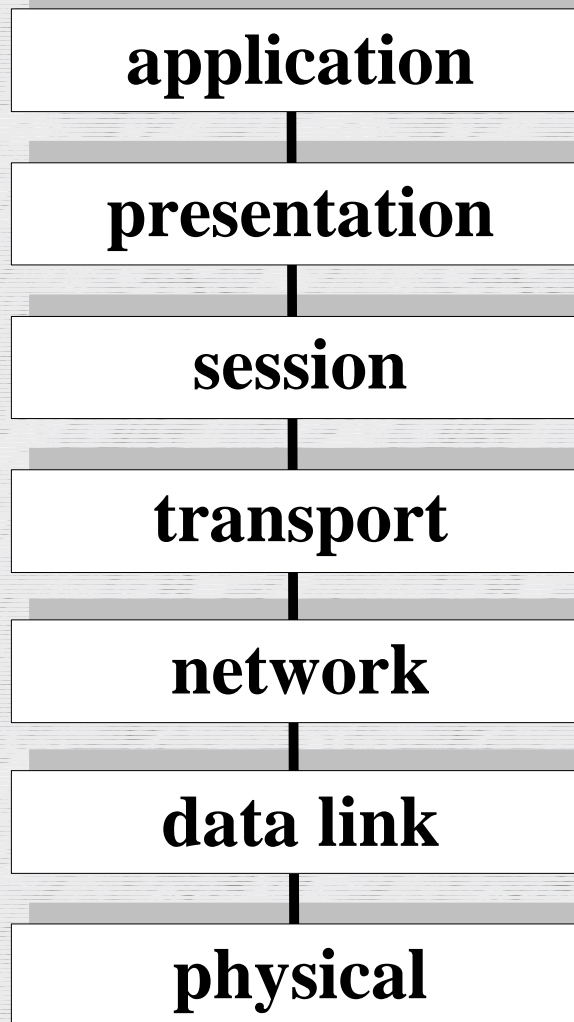 application
presentation
session
transport
network
data link
physical